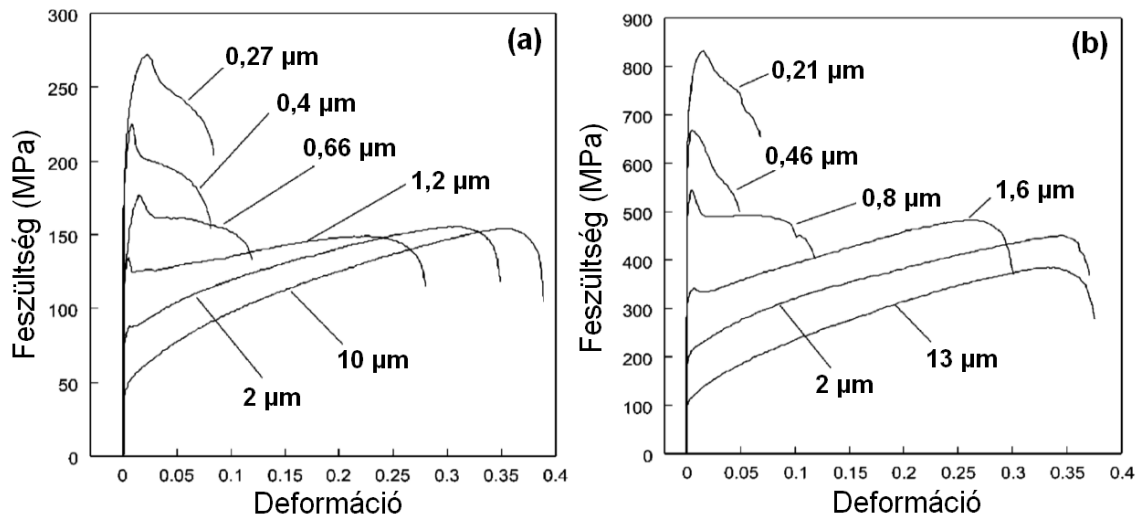 (a)
Feszültség (MPa)
300
250
200
150
100
50
0
0,27 µm
0,4 µm
0,66 µm
1,2 µm
10 µm
2 µm
0
0.05
0.1
0.15
0.2
0.25
0.3
0.35
0.4
Deformáció
(b)
Feszültség (MPa)
900
800
700
600
500
400
300
200
100
0
0,21 µm
0,46 µm
0,8 µm
1,6 µm
2 µm
13 µm
0
0.05
0.1
0.15
0.2
0.25
0.3
0.35
0.4
Deformáció